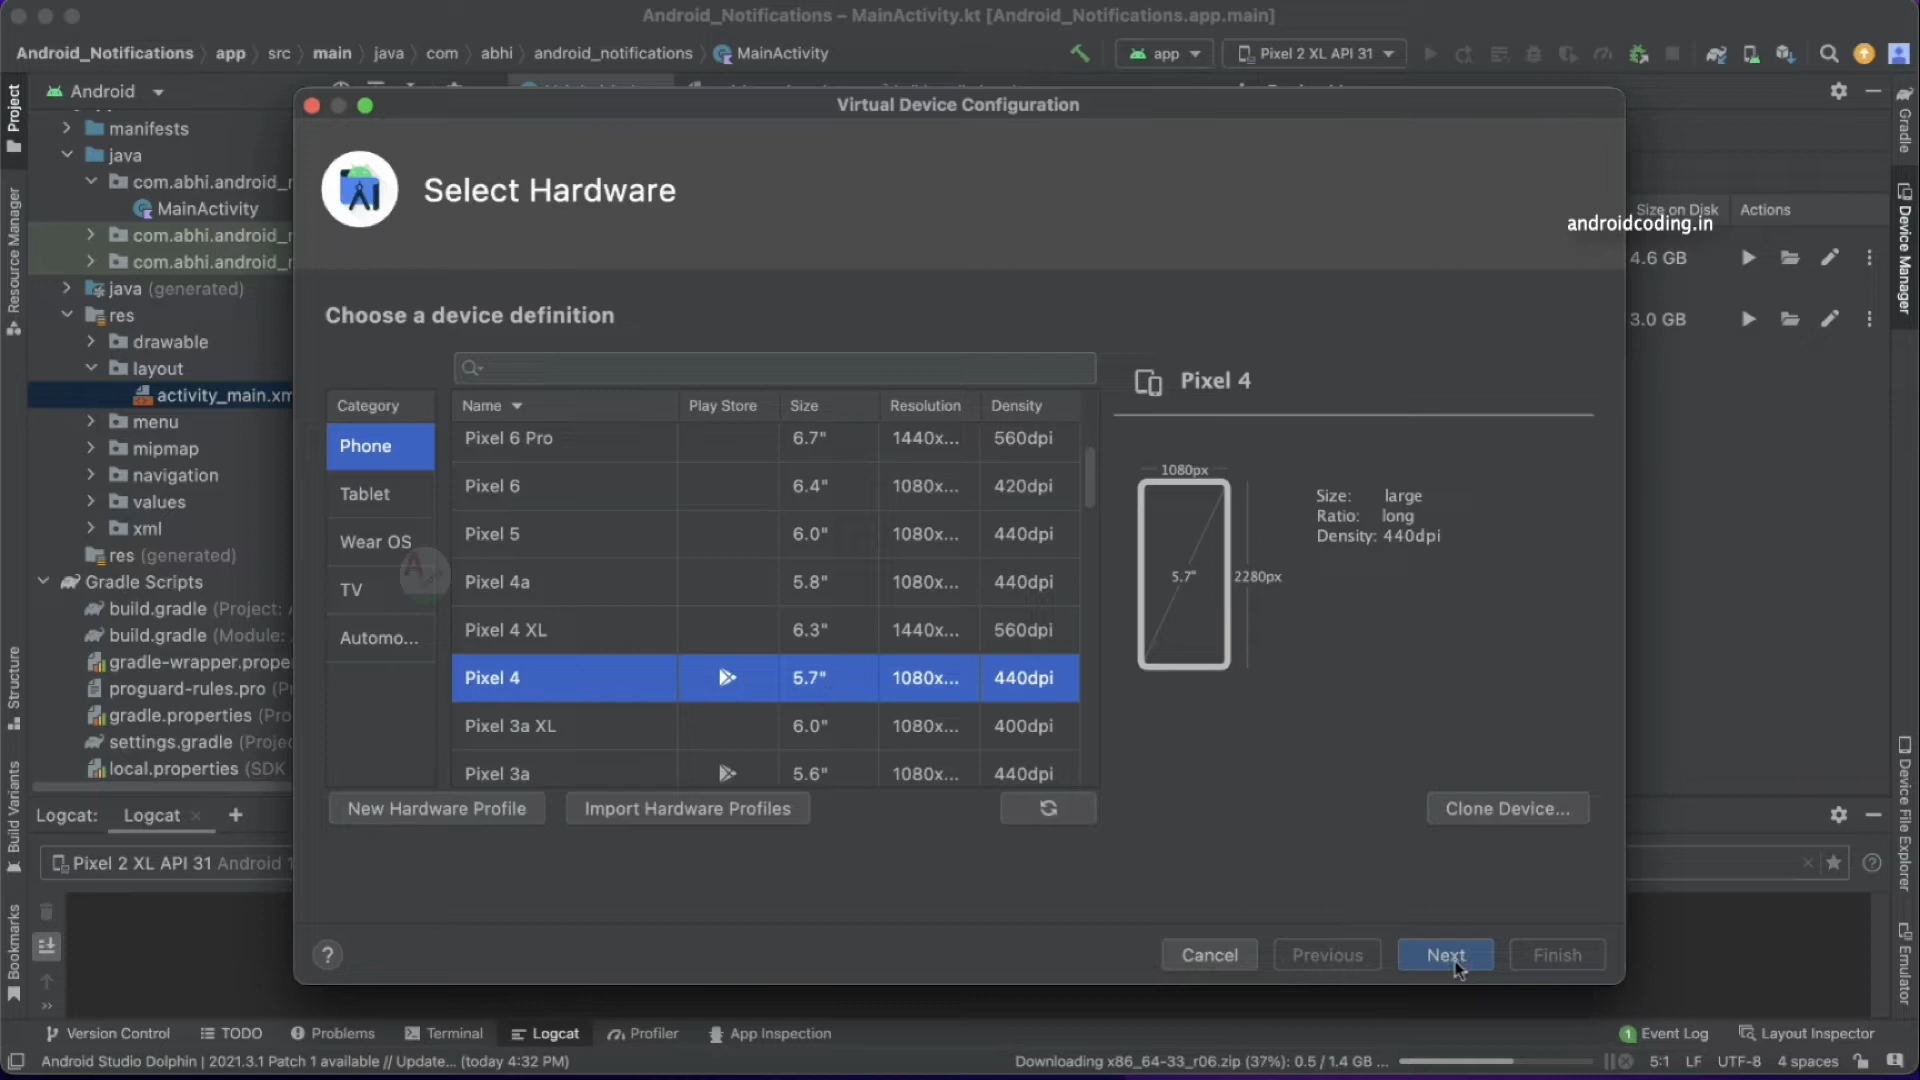 Android_Notifications – MainActivity.kt [Android_Notifications.app.main]
Android_Notifications app src main java com abhi android_notifications MainActivity
app
Pixel 2 XL API 31
Project
Resource Manager
Structure
Build Variants
Bookmarks
Android
manifests
java
com.abhi.android_
MainActivity
com.abhi.android_
com.abhi.android_
java (generated)
res
drawable
layout
activity_main.xm
menu
mipmap
navigation
values
xml
res (generated)
Gradle Scripts
build.gradle (Project:
build.gradle (Module:
gradle-wrapper.prope
proguard-rules.pro
gradle.properties (Pro
settings.gradle (Projec
local.properties (SDK
Virtual Device Configuration
Select Hardware
androidcoding.in
Choose a device definition
Category
Phone
Tablet
Wear OS
TV
Automo...
Name Play Store Size Resolution Density
Pixel 6 Pro 6.7" 1440x... 560dpi
Pixel 6 6.4" 1080x... 420dpi
Pixel 5 6.0" 1080x... 440dpi
Pixel 4a 5.8" 1080x... 440dpi
Pixel 4 XL 6.3" 1440x... 560dpi
Pixel 4 5.7" 1080x... 440dpi
Pixel 3a XL 6.0" 1080x... 400dpi
Pixel 3a 5.6" 1080x... 440dpi
New Hardware Profile
Import Hardware Profiles
Pixel 4
1080px
5.7"
2280px
Size: large
Ratio: long
Density: 440dpi
Clone Device...
?
Cancel
Previous
Next
Finish
Size on Disk Actions
4.6 GB
3.0 GB
Gradle
Device Manager
Device File Explorer
Emulator
Logcat: Logcat
Pixel 2 XL API 31 Android 1
Version Control TODO Problems Terminal Logcat Profiler App Inspection
1 Event Log Layout Inspector
Android Studio Dolphin | 2021.3.1 Patch 1 available // Update... (today 4:32 PM)
Downloading x86_64-33_r06.zip (37%): 0.5 / 1.4 GB ...
5:1 LF UTF-8 4 spaces